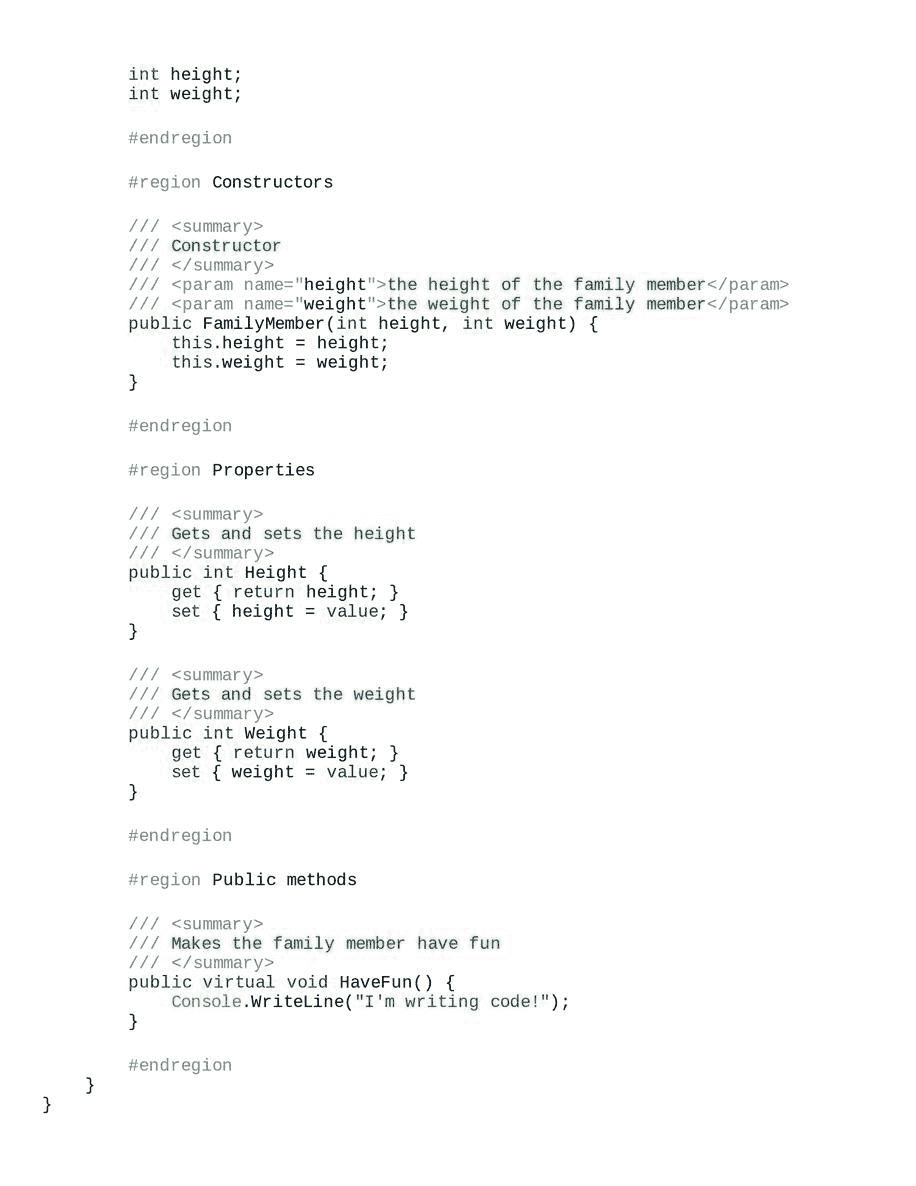 int height;
int weight;
#endregion
#region Constructors
/// <summary>
/// Constructor
/// </summary>
/// <param name="height">the height of the family member</param>
/// <param name="weight">the weight of the family member</param>
public FamilyMember(int height, int weight) {
this.height = height;
this.weight = weight;
}
#endregion
#region Properties
/// <summary>
/// Gets and sets the height
/// </summary>
public int Height {
get { return height; }
set { height = value; }
}
/// <summary>
/// Gets and sets the weight
/// </summary>
public int Weight {
get { return weight; }
set { weight = value; }
}
#endregion
#region Public methods
/// <summary>
/// Makes the family member have fun
/// </summary>
public virtual void HaveFun() {
Console.WriteLine("I'm writing code!");
}
#endregion
}
}